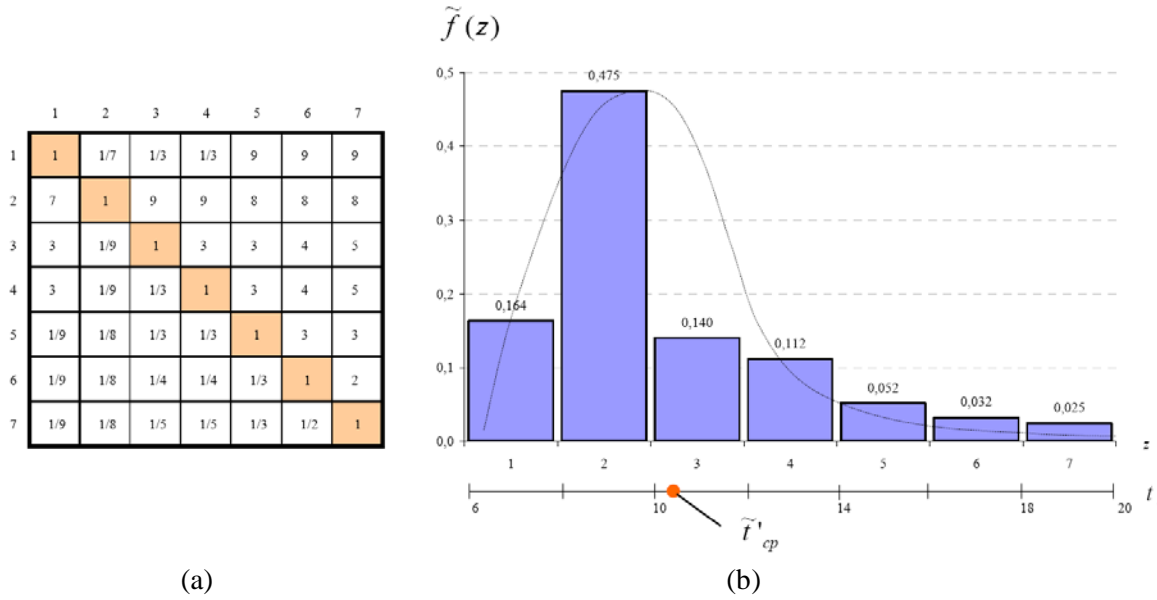 f̃ (z)
1 2 3 4 5 6 7
1 1 1/7 1/3 1/3 9 9 9
2 7 1 9 9 8 8 8
3 3 1/9 1 3 3 4 5
4 3 1/9 1/3 1 3 4 5
5 1/9 1/8 1/3 1/3 1 3 3
6 1/9 1/8 1/4 1/4 1/3 1 2
7 1/9 1/8 1/5 1/5 1/3 1/2 1
0,5
0,4
0,3
0,2
0,1
0,0
0,164
0,475
0,140
0,112
0,052
0,032
0,025
z
1 2 3 4 5 6 7
t
6 10 14 18 20
t̃'cp
(a) (b)